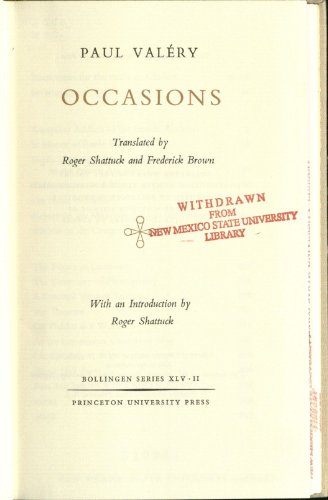 PAUL VALÉRY
OCCASIONS
Translated by
Roger Shattuck and Frederick Brown
WITHDRAWN
FROM
NEW MEXICO STATE UNIVERSITY
LIBRARY
With an Introduction by
Roger Shattuck
BOLLINGEN SERIES XLV · II
PRINCETON UNIVERSITY PRESS